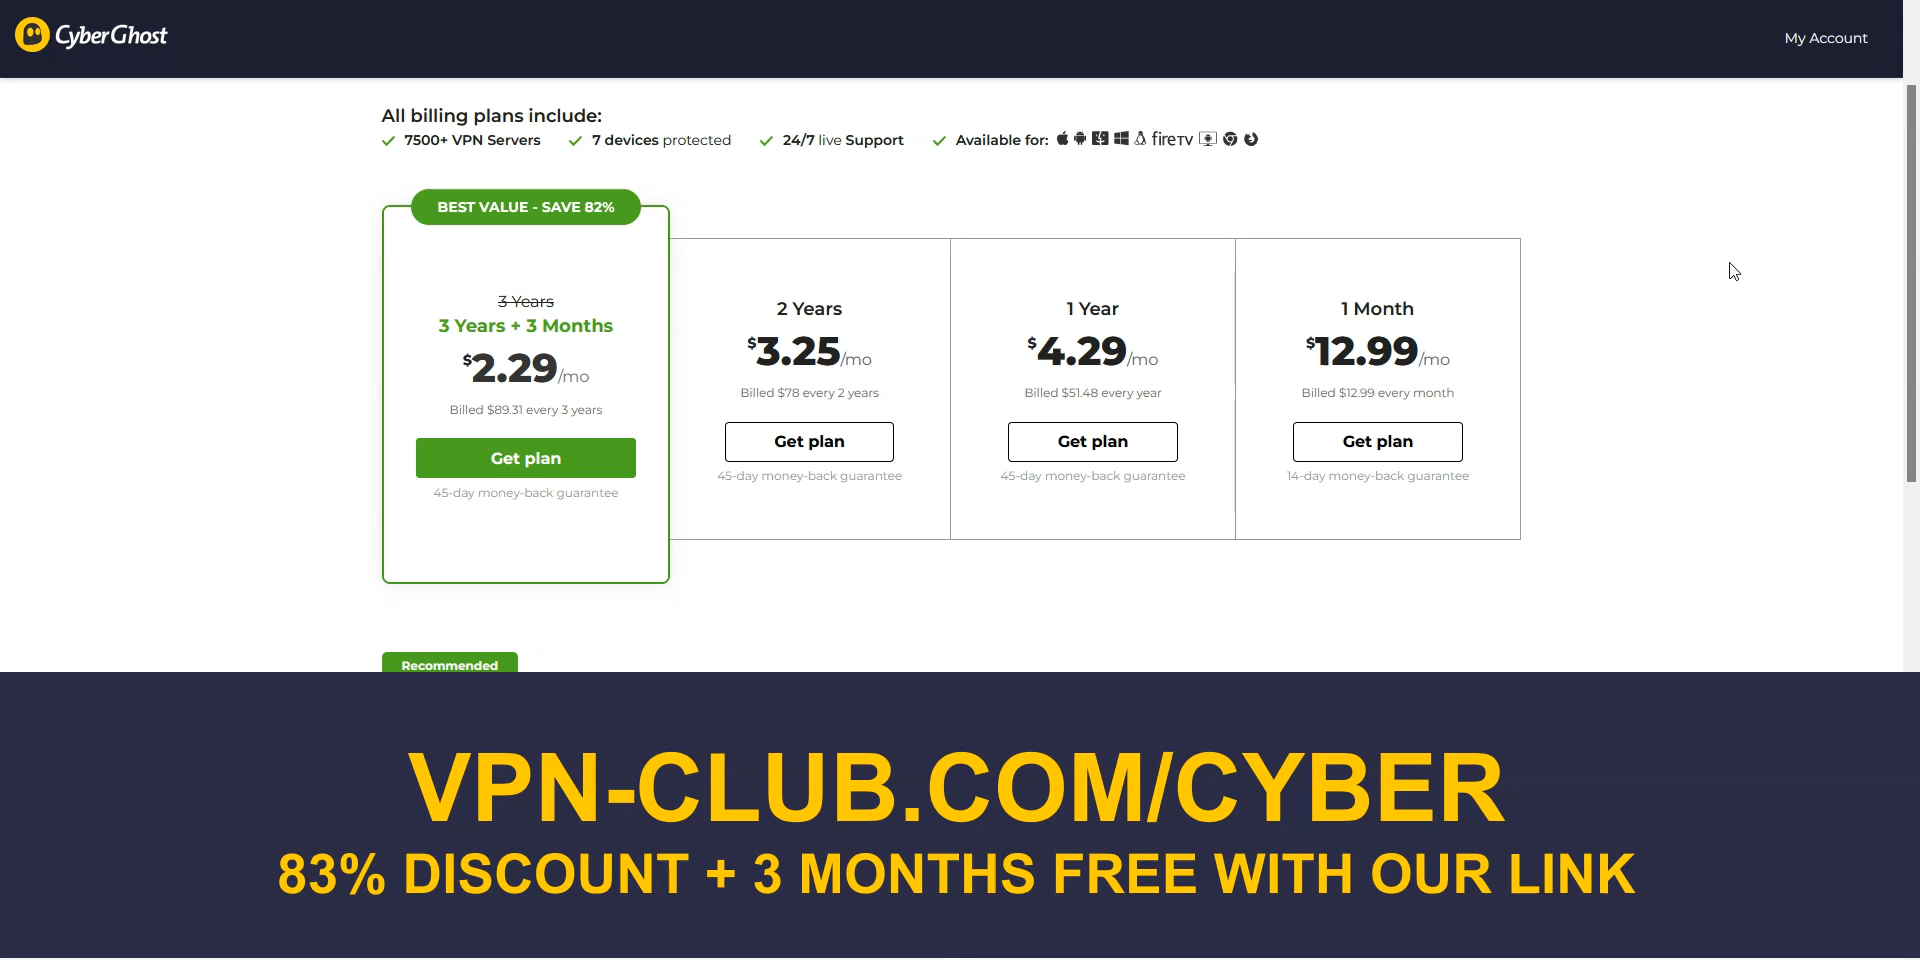 CyberGhost
My Account
All billing plans include:
7500+ VPN Servers 7 devices protected 24/7 live Support Available for: fireTV
BEST VALUE - SAVE 82%
3 Years
3 Years + 3 Months
$2.29/mo
Billed $89.31 every 3 years
Get plan
45-day money-back guarantee
2 Years
$3.25/mo
Billed $78 every 2 years
Get plan
45-day money-back guarantee
1 Year
$4.29/mo
Billed $51.48 every year
Get plan
45-day money-back guarantee
1 Month
$12.99/mo
Billed $12.99 every month
Get plan
14-day money-back guarantee
Recommended
VPN-CLUB.COM/CYBER
83% DISCOUNT + 3 MONTHS FREE WITH OUR LINK